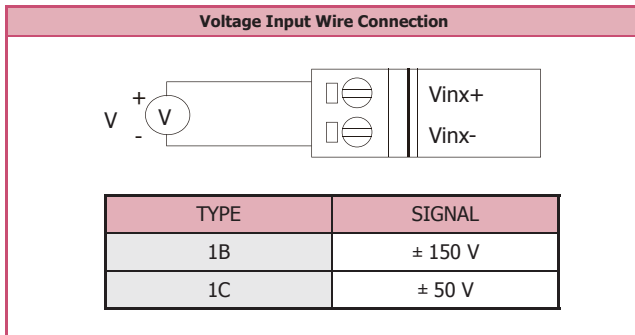 Voltage Input Wire Connection
+
V
V
-
Vinx+
Vinx-
TYPE SIGNAL
1B ± 150 V
1C ± 50 V